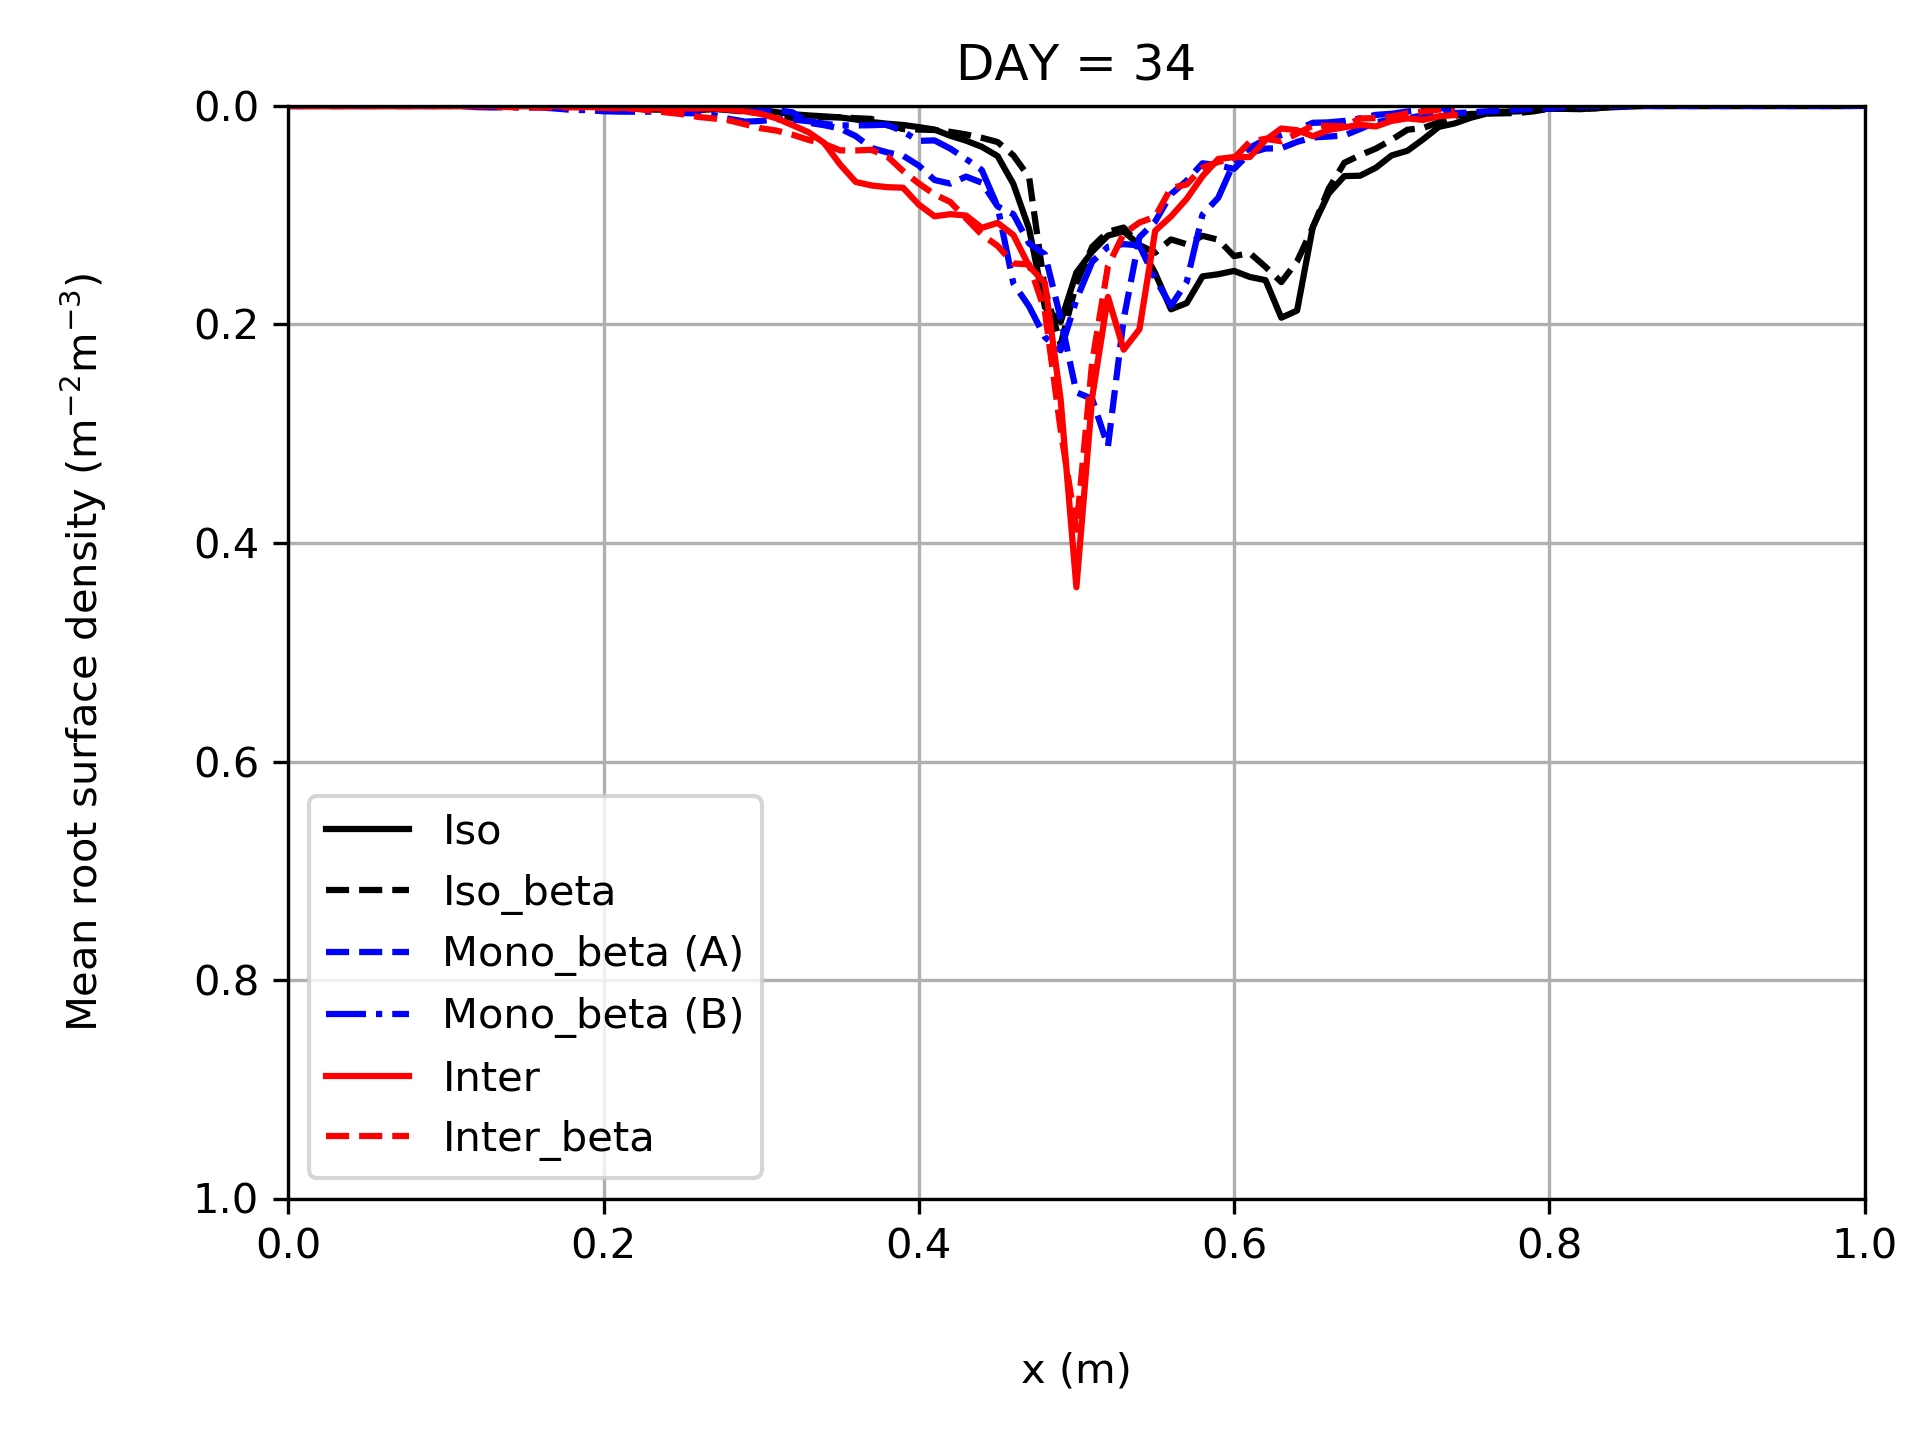 DAY = 34
0.0
0.2
0.4
0.6
0.8
1.0
Mean root surface density (m⁻²m⁻³)
Iso
Iso_beta
Mono_beta (A)
Mono_beta (B)
Inter
Inter_beta
0.0 0.2 0.4 0.6 0.8 1.0
x (m)